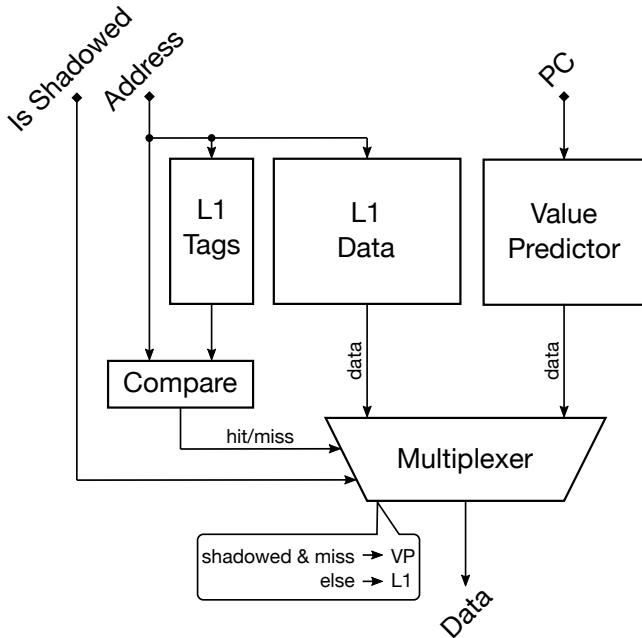 Is Shadowed
Address
PC
L1
Tags
L1
Data
Value
Predictor
data
data
Compare
hit/miss
Multiplexer
shadowed & miss → VP
else → L1
Data